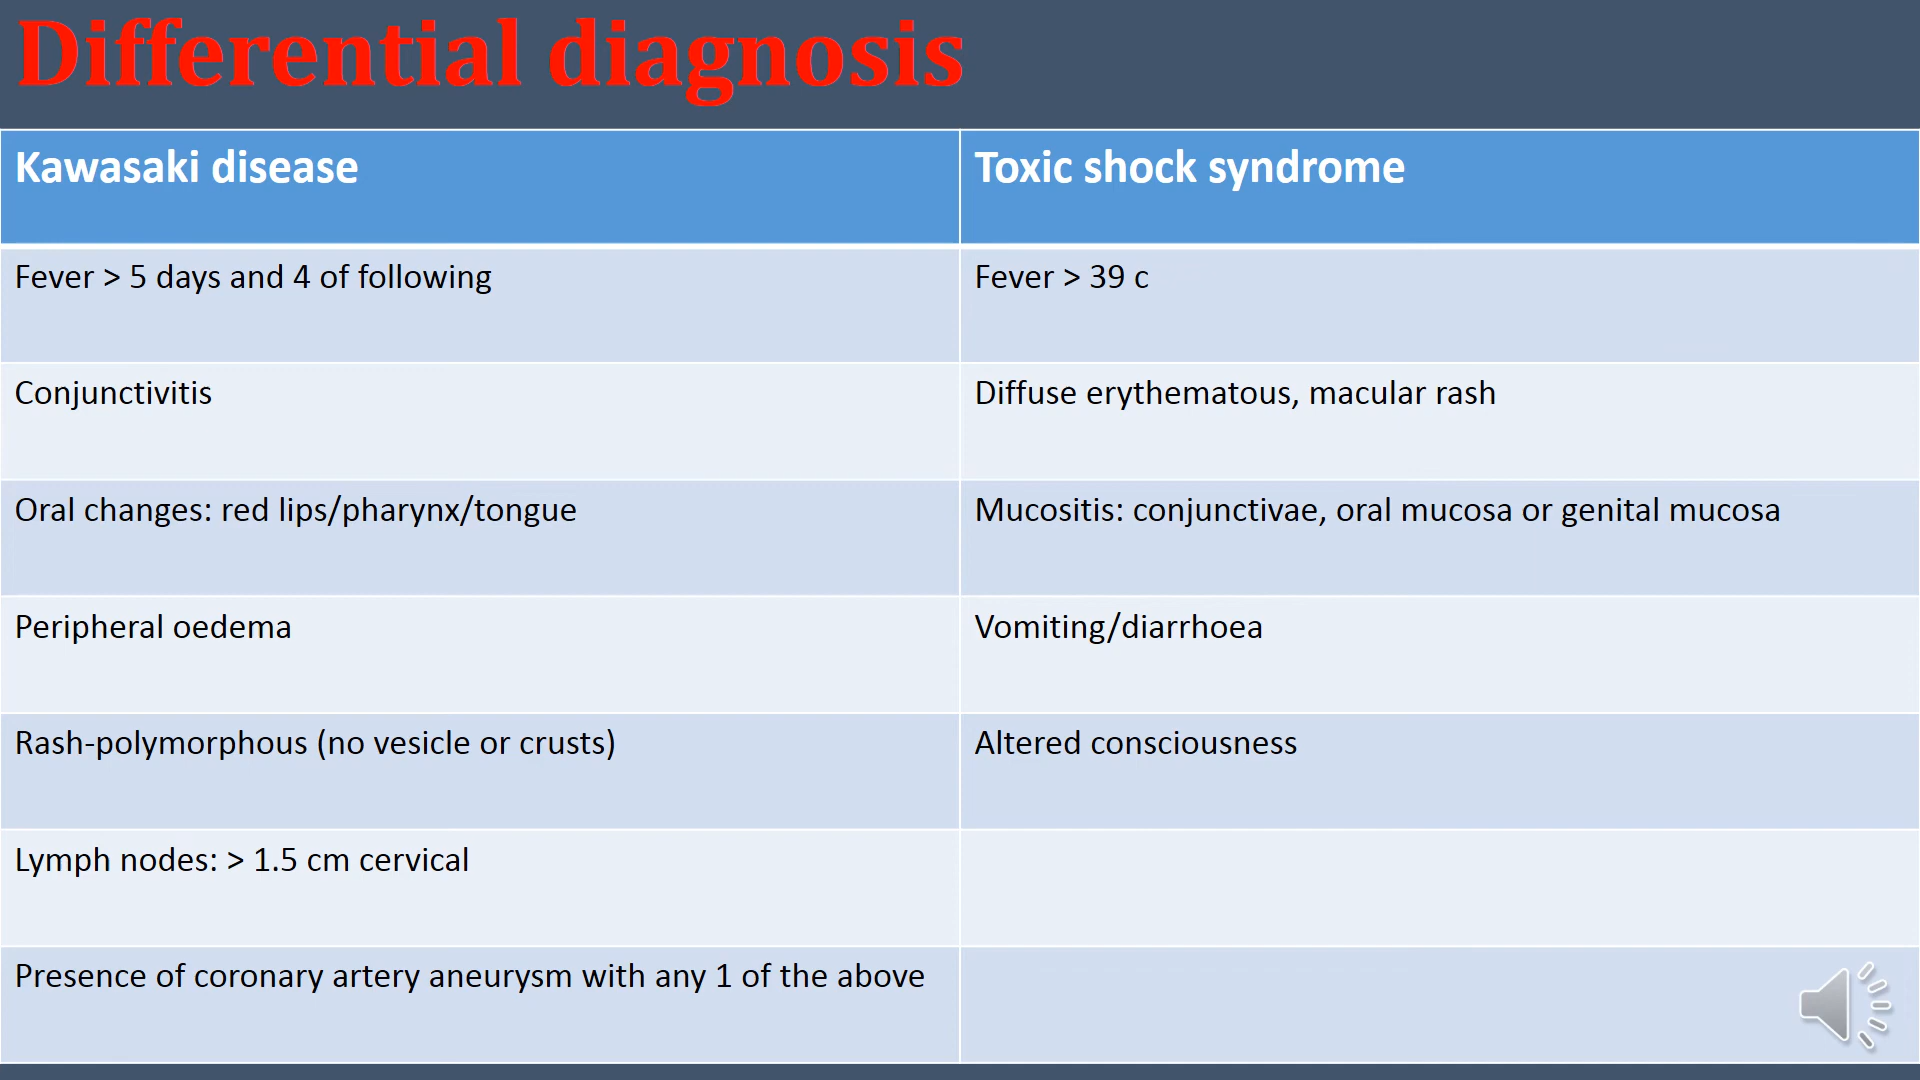 Differential diagnosis
Kawasaki disease
Toxic shock syndrome
Fever > 5 days and 4 of following
Fever > 39 c
Conjunctivitis
Diffuse erythematous, macular rash
Oral changes: red lips/pharynx/tongue
Mucositis: conjunctivae, oral mucosa or genital mucosa
Peripheral oedema
Vomiting/diarrhoea
Rash-polymorphous (no vesicle or crusts)
Altered consciousness
Lymph nodes: > 1.5 cm cervical
Presence of coronary artery aneurysm with any 1 of the above